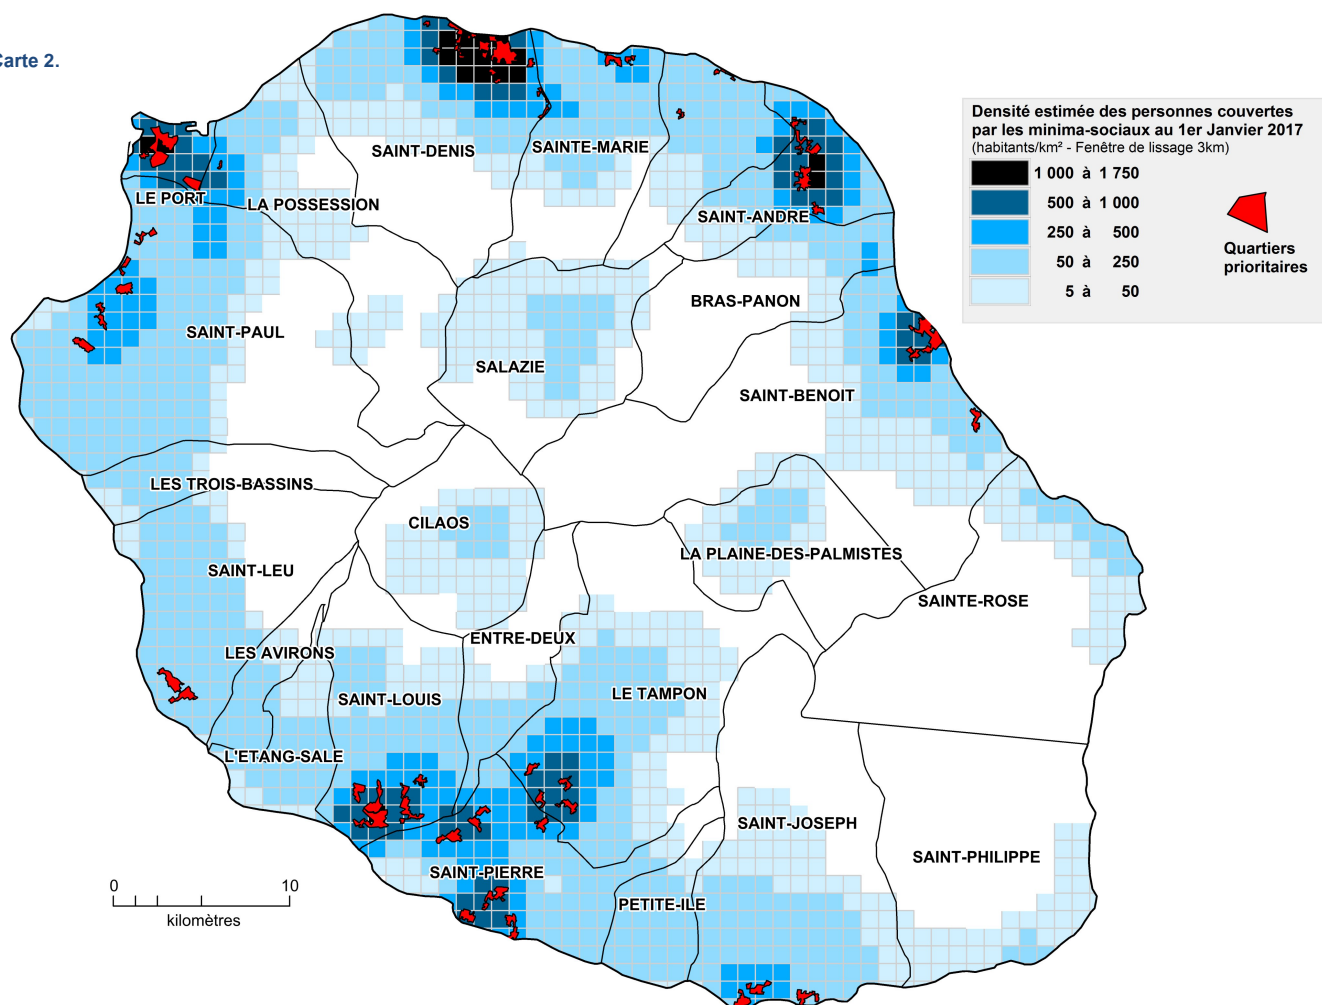 Carte 2.
Densité estimée des personnes couvertes
par les minima-sociaux au 1er Janvier 2017
(habitants/km² - Fenêtre de lissage 3km)
1 000 à 1 750
500 à 1 000
250 à 500
50 à 250
5 à 50
Quartiers
prioritaires
SAINT-DENIS
SAINTE-MARIE
LE PORT
LA POSSESSION
SAINT-ANDRE
BRAS-PANON
SAINT-PAUL
SALAZIE
SAINT-BENOIT
LES TROIS-BASSINS
CILAOS
LA PLAINE-DES-PALMISTES
SAINT-LEU
SAINTE-ROSE
ENTRE-DEUX
LES AVIRONS
LE TAMPON
SAINT-LOUIS
L'ETANG-SALE
SAINT-JOSEPH
SAINT-PHILIPPE
SAINT-PIERRE
PETITE-ILE
0 10
kilomètres